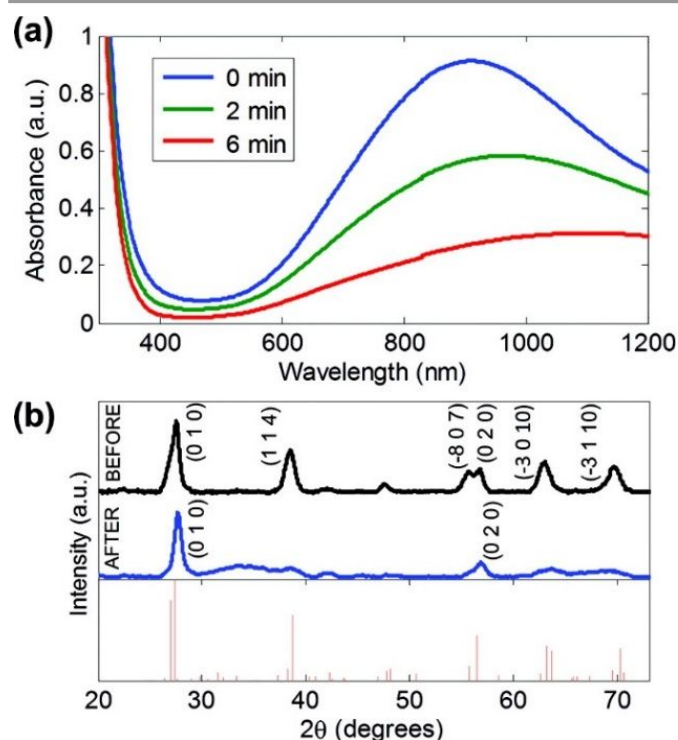 (a)
1
0.8
0.6
0.4
0.2
0
Absorbance (a.u.)
0 min
2 min
6 min
400 600 800 1000 1200
Wavelength (nm)
(b)
Intensity (a.u.)
BEFORE
(0 1 0)
(1 1 4)
(-8 0 7)
(0 2 0)
(-3 0 10)
(-3 1 10)
AFTER
(0 1 0)
(0 2 0)
20 30 40 50 60 70
2θ (degrees)